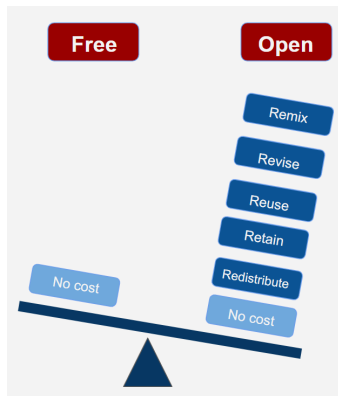 Free
Open
Remix
Revise
Reuse
Retain
Redistribute
No cost
No cost